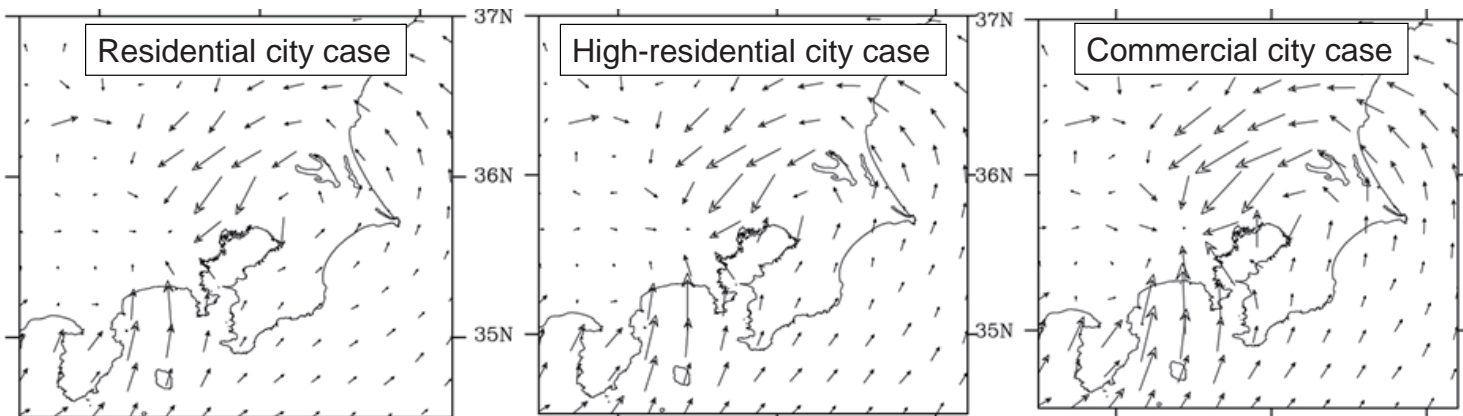 Residential city case
37N
High-residential city case
37N
Commercial city case
36N
36N
35N
35N